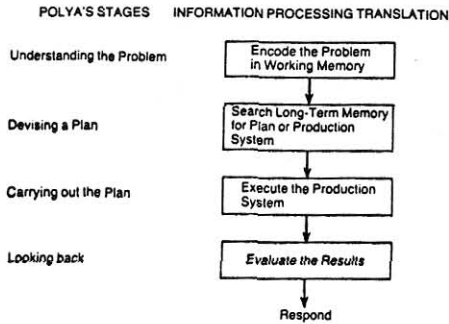 POLYA'S STAGES INFORMATION PROCESSING TRANSLATION
Understanding the Problem
Encode the Problem
in Working Memory
Devising a Plan
Search Long-Term Memory
for Plan or Production
System
Carrying out the Plan
Execute the Production
System
Looking back
Evaluate the Results
Respond